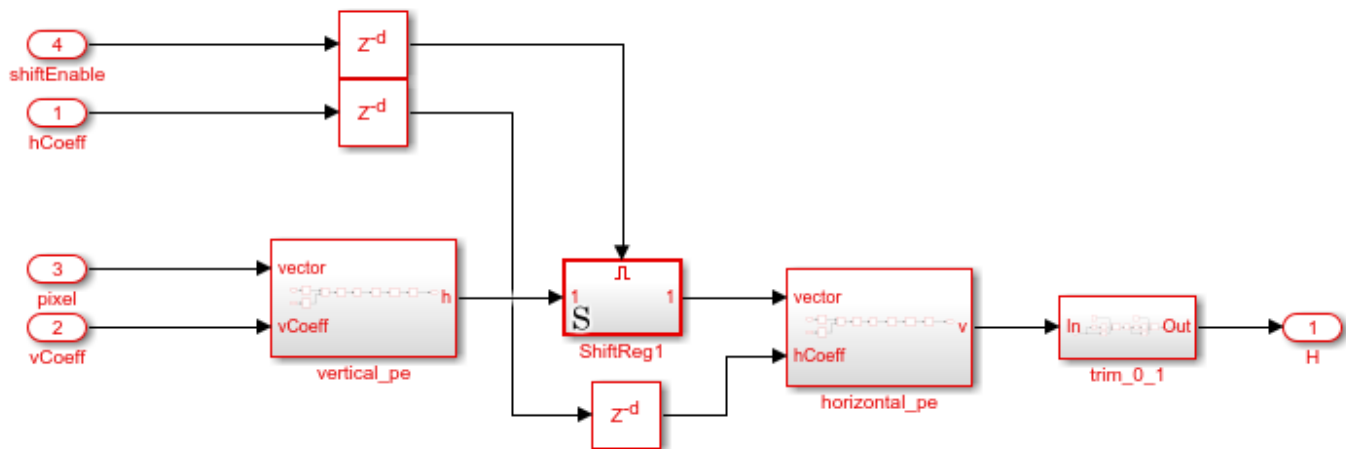 4
shiftEnable
Z-d
1
hCoeff
Z-d
3
pixel
2
vCoeff
vector
vCoeff
h
vertical_pe
1
1
S
ShiftReg1
Z-d
vector
hCoeff
v
horizontal_pe
In
Out
trim_0_1
1
H